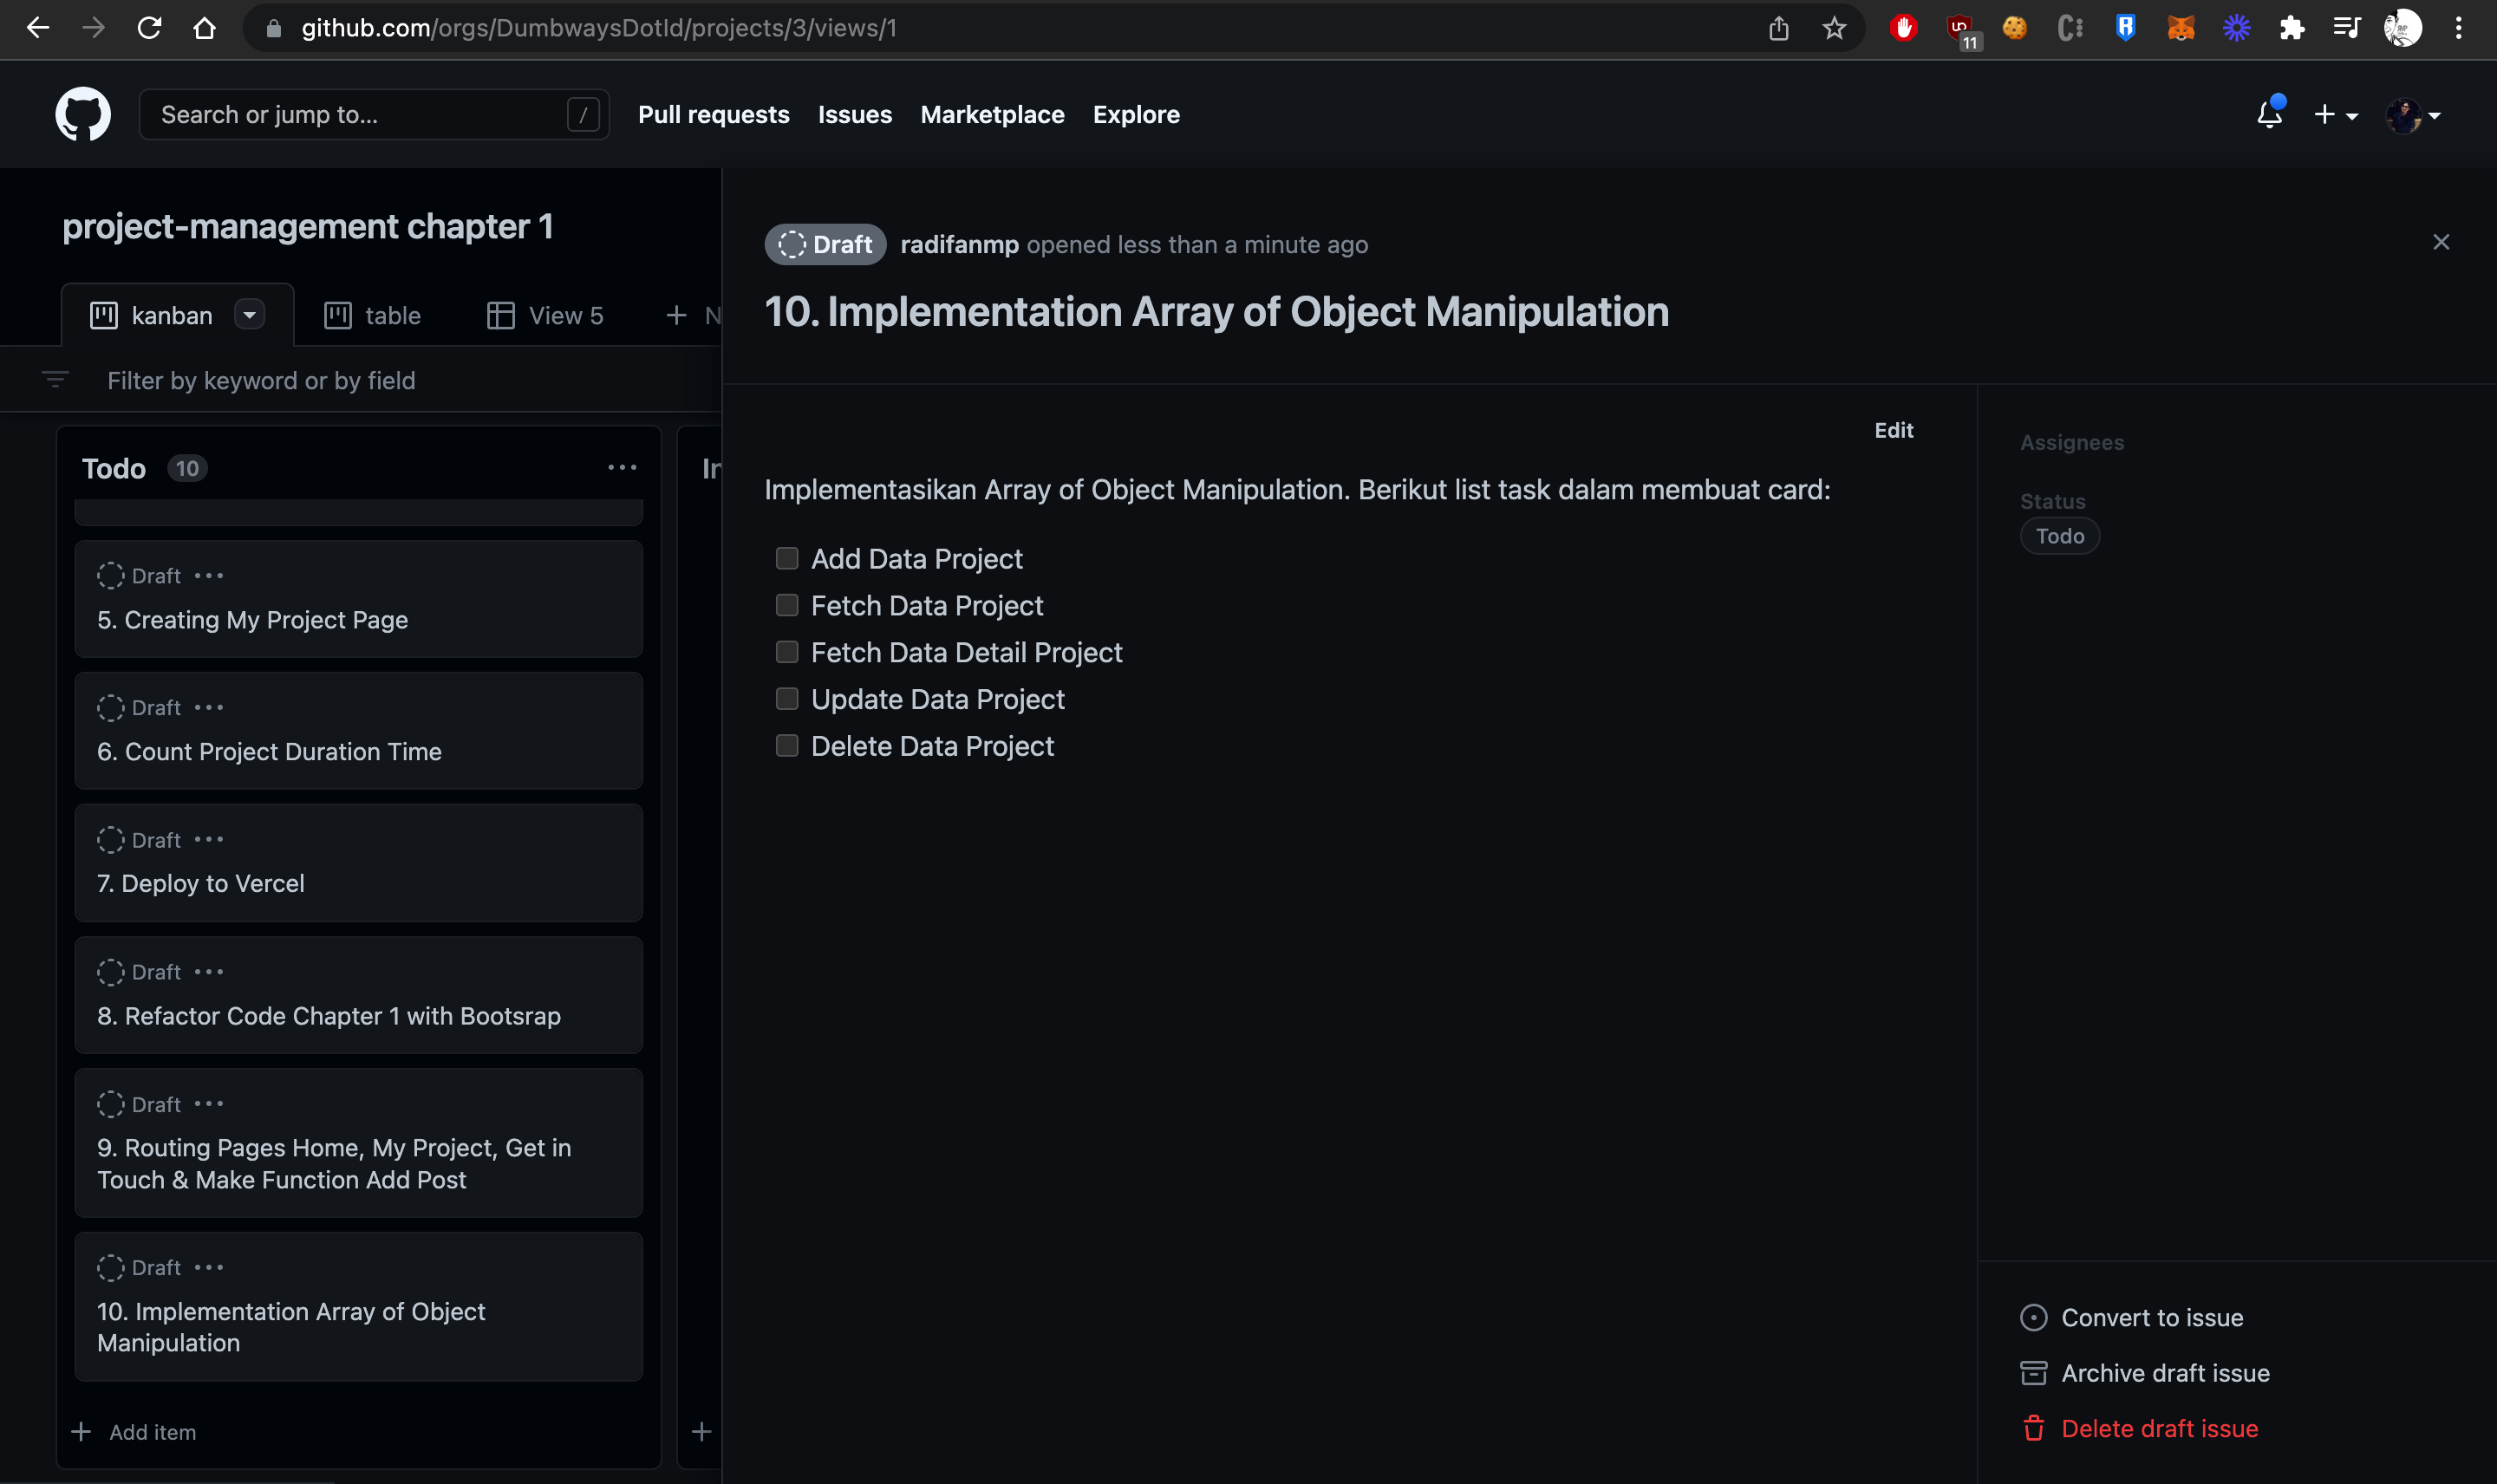 github.com/orgs/DumbwaysDotId/projects/3/views/1
11
Search or jump to...
/
Pull requests
Issues
Marketplace
Explore
project-management chapter 1
kanban
table
View 5
N
Filter by keyword or by field
Todo 10
In
Draft
5. Creating My Project Page
Draft
6. Count Project Duration Time
Draft
7. Deploy to Vercel
Draft
8. Refactor Code Chapter 1 with Bootsrap
Draft
9. Routing Pages Home, My Project, Get in
Touch & Make Function Add Post
Draft
10. Implementation Array of Object
Manipulation
Add item
Draft radifanmp opened less than a minute ago
10. Implementation Array of Object Manipulation
Edit
Implementasikan Array of Object Manipulation. Berikut list task dalam membuat card:
Add Data Project
Fetch Data Project
Fetch Data Detail Project
Update Data Project
Delete Data Project
Assignees
Status
Todo
Convert to issue
Archive draft issue
Delete draft issue